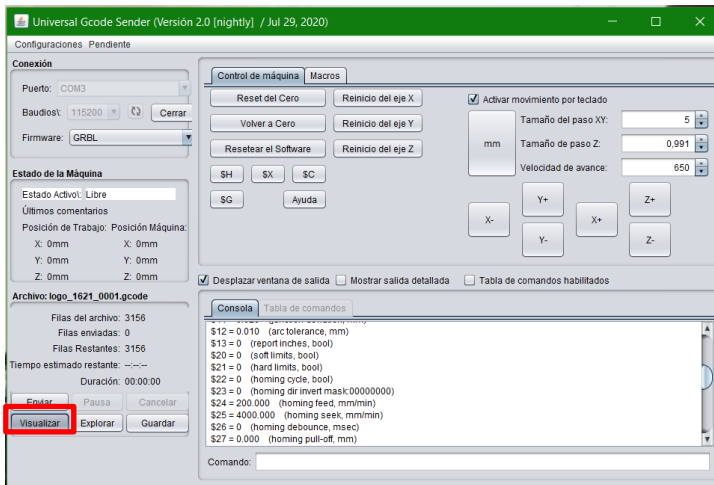 Universal Gcode Sender (Versión 2.0 [nightly] / Jul 29, 2020)
Configuraciones Pendiente
Conexión
Puerto: COM3
Baudios\: 115200 Cerrar
Firmware: GRBL
Estado de la Máquina
Estado Activo\: Libre
Últimos comentarios
Posición de Trabajo: Posición Máquina:
X: 0mm X: 0mm
Y: 0mm Y: 0mm
Z: 0mm Z: 0mm
Archivo: logo_1621_0001.gcode
Filas del archivo: 3156
Filas enviadas: 0
Filas Restantes: 3156
Tiempo estimado restante: --:--:--
Duración: 00:00:00
Enviar Pausa Cancelar
Visualizar Explorar Guardar
Control de máquina Macros
Reset del Cero Reinicio del eje X
Volver a Cero Reinicio del eje Y
Resetear el Software Reinicio del eje Z
$H $X $C
$G Ayuda
Activar movimiento por teclado
mm
Tamaño del paso XY: 5
Tamaño de paso Z: 0,991
Velocidad de avance: 650
Y+ Z+
X- X+
Y- Z-
Desplazar ventana de salida Mostrar salida detallada Tabla de comandos habilitados
Consola Tabla de comandos
$12 = 0.010 (arc tolerance, mm)
$13 = 0 (report inches, bool)
$20 = 0 (soft limits, bool)
$21 = 0 (hard limits, bool)
$22 = 0 (homing cycle, bool)
$23 = 0 (homing dir invert mask:00000000)
$24 = 200.000 (homing feed, mm/min)
$25 = 4000.000 (homing seek, mm/min)
$26 = 0 (homing debounce, msec)
$27 = 0.000 (homing pull-off, mm)
Comando: